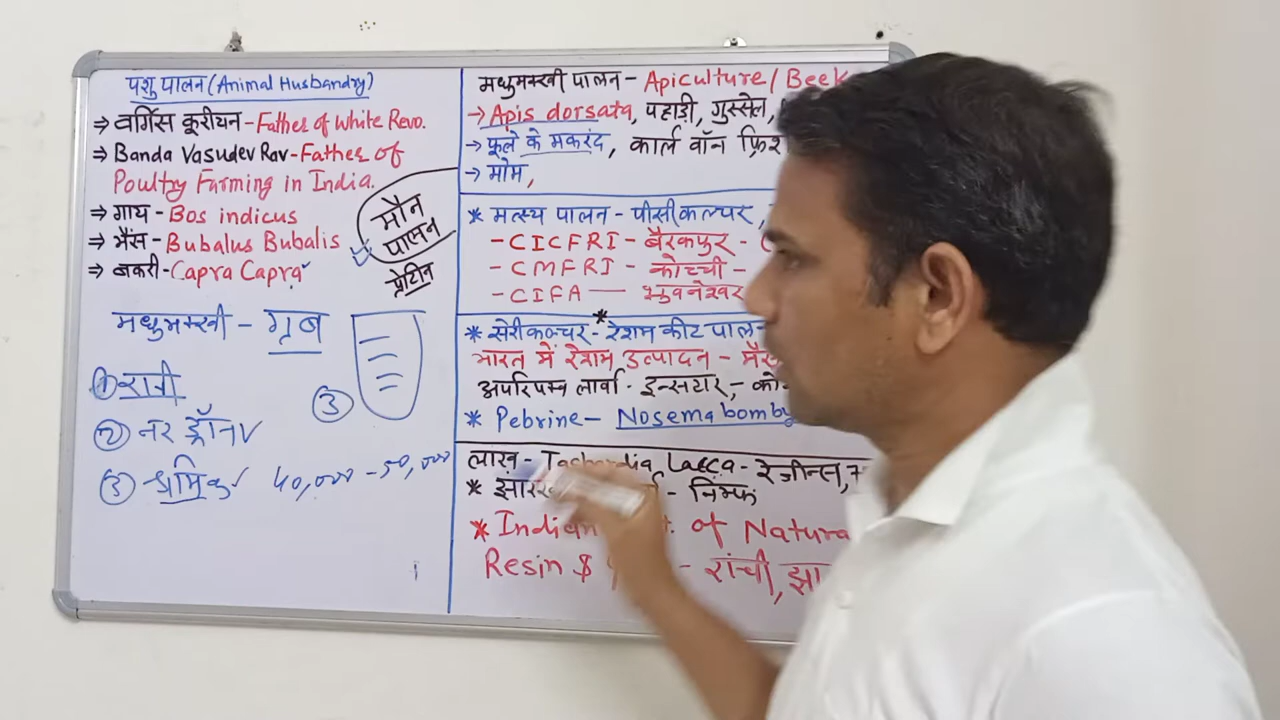 पशुपालन (Animal Husbandry)
⇒ वर्गिस कूरीयन - Father of White Revo.
⇒ Banda Vasudev Rav - Father of
Poultry Farming in India.
⇒ गाय - Bos indicus
⇒ भैंस - Bubalus Bubalis
⇒ बकरी - Capra Capra
मौन
पालन
प्रोटीन
मधुमक्खी - गृब
① रानी
② नर ड्रॉन
③ श्रमिक 40,000 - 50,000
③
मधुमक्खी पालन - Apiculture / Beek
→ Apis dorsata, पहाडी, गुस्सेल,
→ फूलो के मकरंद, कार्ल वॉन फ्रि
→ मोम,
* मत्स्य पालन - पीसीकल्चर,
- CICFRI - बैरकपुर -
- CMFRI - कोच्ची -
- CIFA — भुवनेश्वर
* सेरीकल्चर - रेशम कीट पालन
भारत में रेशम उत्पादन - मैस
अपरिपक्व लार्वा - इन्सटार, -
* Pebrine - Nosema bomby
लाख - Lacca - रेजीन्स,
* - निम्फ
* Indian of Natura
Resin $ - रांची, झा